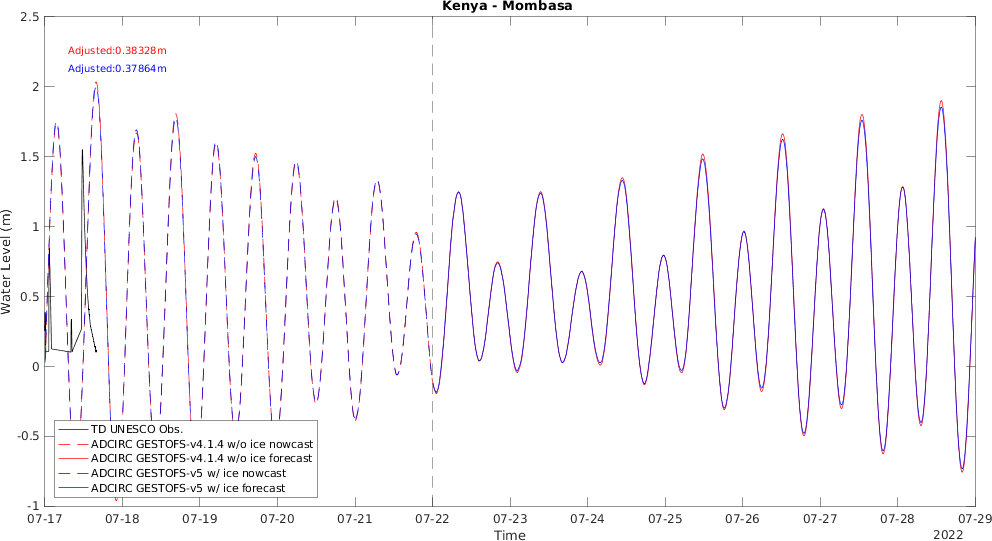 Kenya - Mombasa
Adjusted:0.38328m
Adjusted:0.37864m
Water Level (m)
2.5
2
1.5
1
0.5
0
-0.5
-1
TD UNESCO Obs.
ADCIRC GESTOFS-v4.1.4 w/o ice nowcast
ADCIRC GESTOFS-v4.1.4 w/o ice forecast
ADCIRC GESTOFS-v5 w/ ice nowcast
ADCIRC GESTOFS-v5 w/ ice forecast
07-17 07-18 07-19 07-20 07-21 07-22 07-23 07-24 07-25 07-26 07-27 07-28 07-29
Time
2022